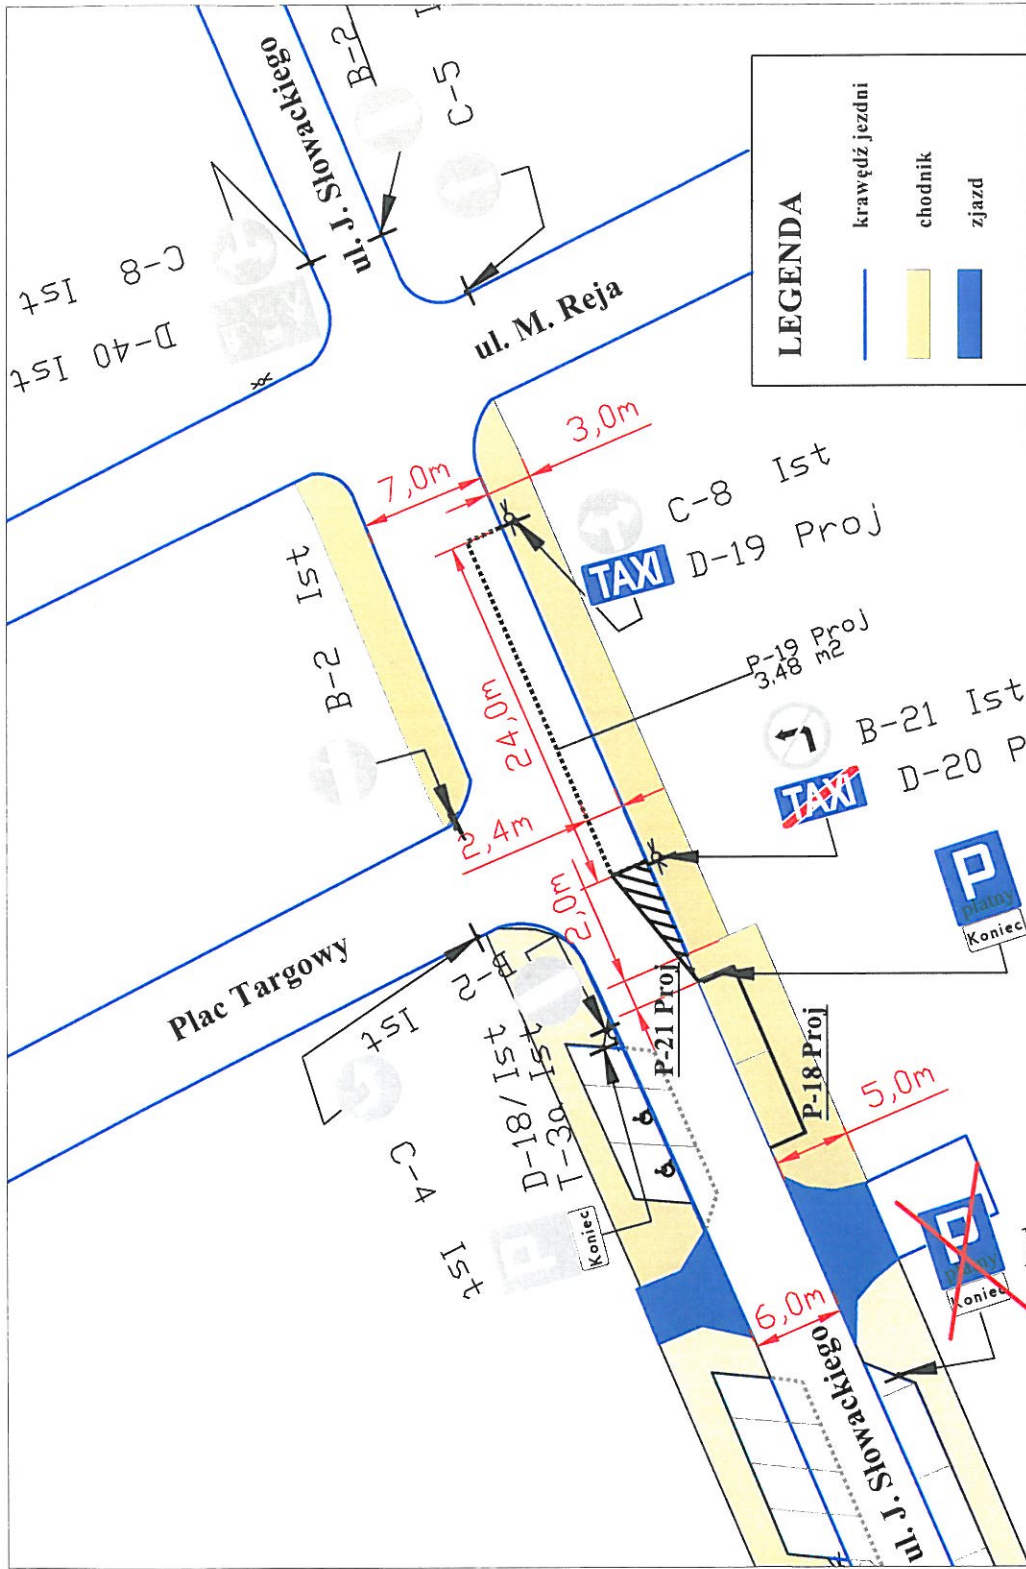 ul. J. Słowackiego
B-2
C-5
C-8 Ist
D-40 Ist
ul. M. Reja
LEGENDA
krawędź jezdni
chodnik
zjazd
7,0m
3,0m
B-2 Ist
C-8 Ist
TAXI D-19 Proj
24,0m
P-19 Proj
3,48 m2
2,4m
B-21 Ist
TAXI D-20 P
2,0m
P
płatny
Koniec
Plac Targowy
Ist
B-2
P-21 Proj
D-18/Ist
T-3a Ist
C-4
Ist
P
Koniec
P-18 Proj
5,0m
P
płatny
Koniec
6,0m
ul. J. Słowackiego